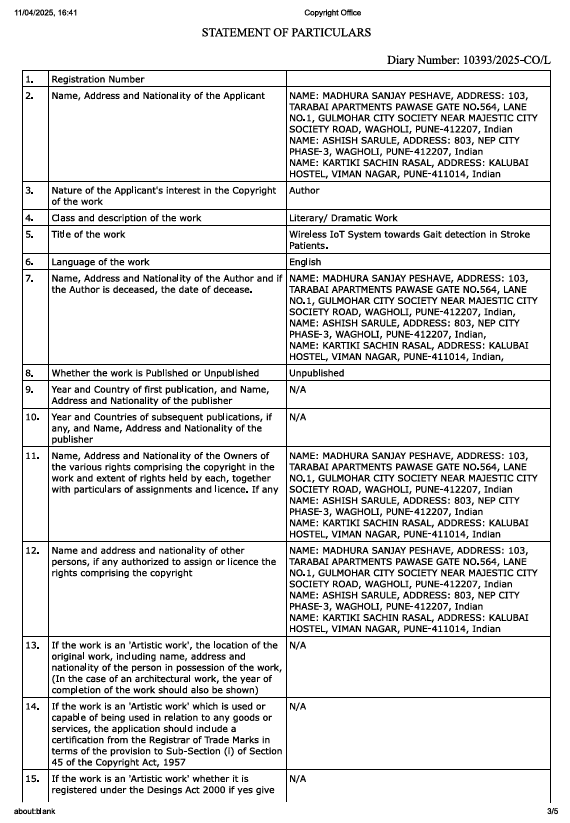 11/04/2025, 16:41 Copyright Office
STATEMENT OF PARTICULARS
Diary Number: 10393/2025-CO/L
1. Registration Number
2. Name, Address and Nationality of the Applicant
NAME: MADHURA SANJAY PESHAVE, ADDRESS: 103,
TARABAI APARTMENTS PAWASE GATE NO.564, LANE
NO.1, GULMOHAR CITY SOCIETY NEAR MAJESTIC CITY
SOCIETY ROAD, WAGHOLI, PUNE-412207, Indian
NAME: ASHISH SARULE, ADDRESS: 803, NEP CITY
PHASE-3, WAGHOLI, PUNE-412207, Indian
NAME: KARTIKI SACHIN RASAL, ADDRESS: KALUBAI
HOSTEL, VIMAN NAGAR, PUNE-411014, Indian
3. Nature of the Applicant's interest in the Copyright
of the work
Author
4. Class and description of the work
Literary/ Dramatic Work
5. Title of the work
Wireless IoT System towards Gait detection in Stroke
Patients.
6. Language of the work
English
7. Name, Address and Nationality of the Author and if
the Author is deceased, the date of decease.
NAME: MADHURA SANJAY PESHAVE, ADDRESS: 103,
TARABAI APARTMENTS PAWASE GATE NO.564, LANE
NO.1, GULMOHAR CITY SOCIETY NEAR MAJESTIC CITY
SOCIETY ROAD, WAGHOLI, PUNE-412207, Indian,
NAME: ASHISH SARULE, ADDRESS: 803, NEP CITY
PHASE-3, WAGHOLI, PUNE-412207, Indian,
NAME: KARTIKI SACHIN RASAL, ADDRESS: KALUBAI
HOSTEL, VIMAN NAGAR, PUNE-411014, Indian,
8. Whether the work is Published or Unpublished
Unpublished
9. Year and Country of first publication, and Name,
Address and Nationality of the publisher
N/A
10. Year and Countries of subsequent publications, if
any, and Name, Address and Nationality of the
publisher
N/A
11. Name, Address and Nationality of the Owners of
the various rights comprising the copyright in the
work and extent of rights held by each, together
with particulars of assignments and licence. If any
NAME: MADHURA SANJAY PESHAVE, ADDRESS: 103,
TARABAI APARTMENTS PAWASE GATE NO.564, LANE
NO.1, GULMOHAR CITY SOCIETY NEAR MAJESTIC CITY
SOCIETY ROAD, WAGHOLI, PUNE-412207, Indian
NAME: ASHISH SARULE, ADDRESS: 803, NEP CITY
PHASE-3, WAGHOLI, PUNE-412207, Indian
NAME: KARTIKI SACHIN RASAL, ADDRESS: KALUBAI
HOSTEL, VIMAN NAGAR, PUNE-411014, Indian
12. Name and address and nationality of other
persons, if any authorized to assign or licence the
rights comprising the copyright
NAME: MADHURA SANJAY PESHAVE, ADDRESS: 103,
TARABAI APARTMENTS PAWASE GATE NO.564, LANE
NO.1, GULMOHAR CITY SOCIETY NEAR MAJESTIC CITY
SOCIETY ROAD, WAGHOLI, PUNE-412207, Indian
NAME: ASHISH SARULE, ADDRESS: 803, NEP CITY
PHASE-3, WAGHOLI, PUNE-412207, Indian
NAME: KARTIKI SACHIN RASAL, ADDRESS: KALUBAI
HOSTEL, VIMAN NAGAR, PUNE-411014, Indian
13. If the work is an 'Artistic work', the location of the
original work, including name, address and
nationality of the person in possession of the work,
(In the case of an architectural work, the year of
completion of the work should also be shown)
N/A
14. If the work is an 'Artistic work' which is used or
capable of being used in relation to any goods or
services, the application should include a
certification from the Registrar of Trade Marks in
terms of the provision to Sub-Section (i) of Section
45 of the Copyright Act, 1957
N/A
15. If the work is an 'Artistic work' whether it is
registered under the Desings Act 2000 if yes give
N/A
about:blank 3/5